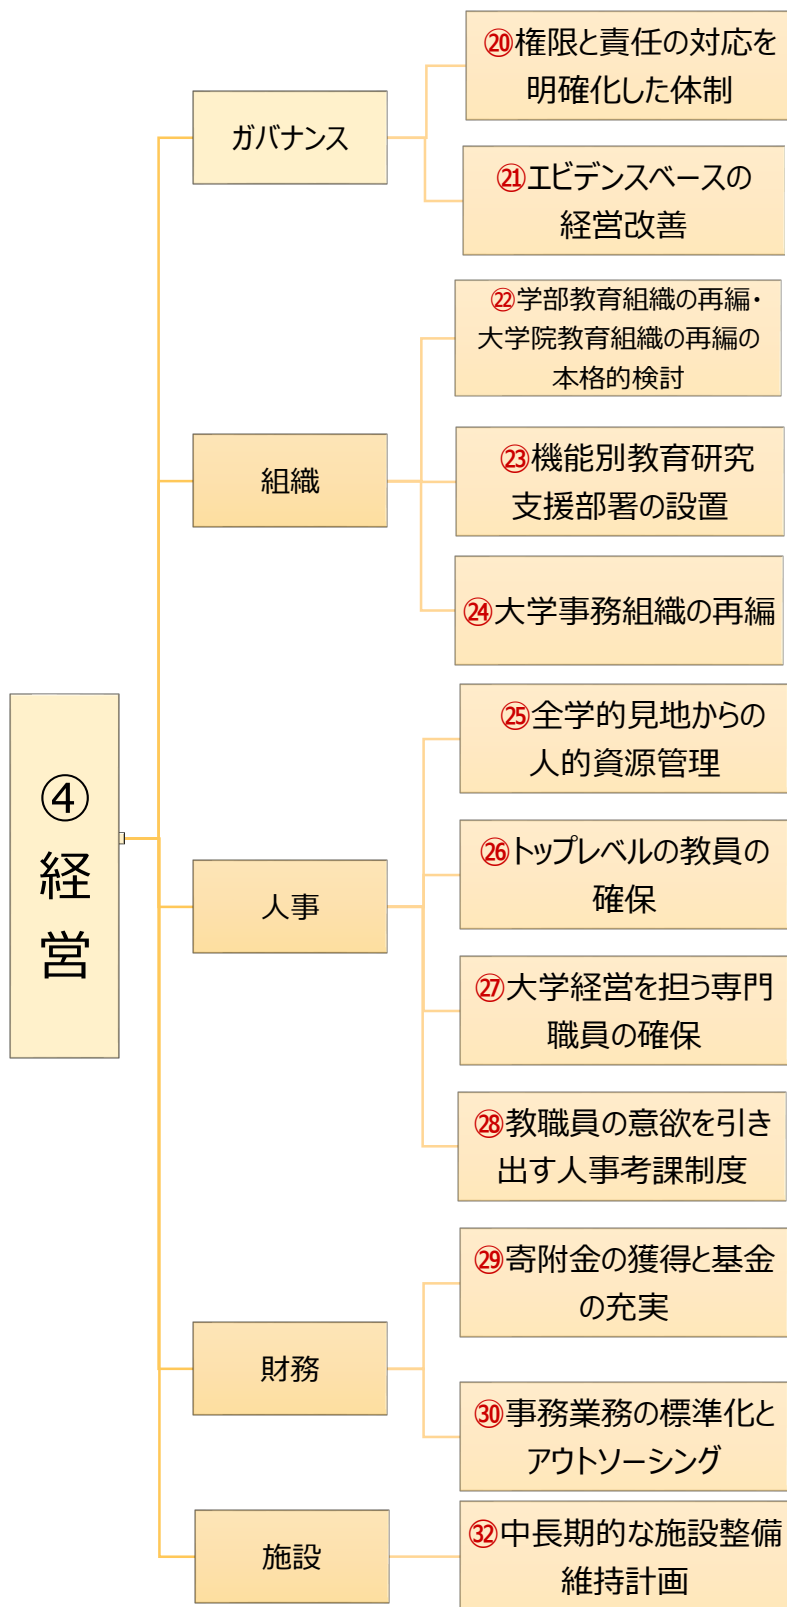 ④
経
営
ガバナンス
⑳権限と責任の対応を
明確化した体制
㉑エビデンスベースの
経営改善
組織
㉒学部教育組織の再編・
大学院教育組織の再編の
本格的検討
㉓機能別教育研究
支援部署の設置
㉔大学事務組織の再編
人事
㉕全学的見地からの
人的資源管理
㉖トップレベルの教員の
確保
㉗大学経営を担う専門
職員の確保
㉘教職員の意欲を引き
出す人事考課制度
財務
㉙寄附金の獲得と基金
の充実
㉚事務業務の標準化と
アウトソーシング
施設
㉜中長期的な施設整備
維持計画